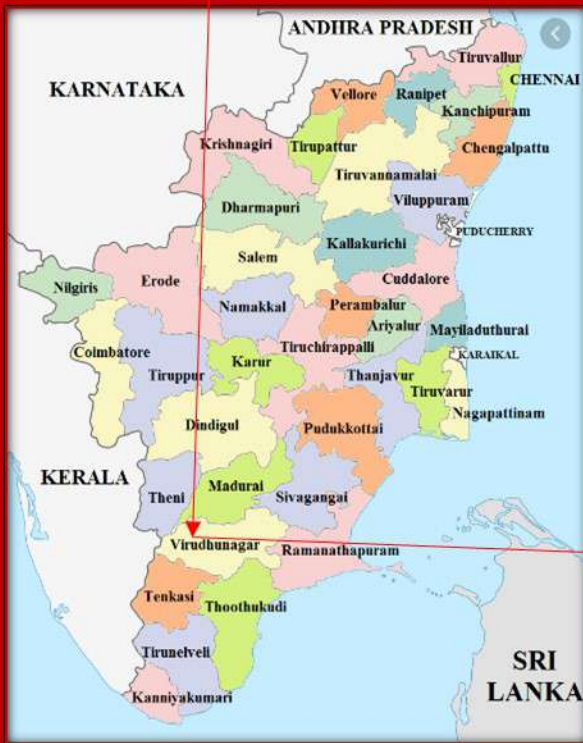 ANDHRA PRADESH
Tiruvallur
CHENNAI
KARNATAKA
Vellore
Ranipet
Kanchipuram
Krishnagiri
Tirupattur
Chengalpattu
Tiruvannamalai
Viluppuram
Dharmapuri
PUDUCHERRY
Kallakurichi
Salem
Cuddalore
Nilgiris
Erode
Namakkal
Perambalur
Ariyalur
Mayiladuthurai
Tiruchirappalli
Coimbatore
KARAIKAL
Karur
Tiruppur
Thanjavur
Tiruvarur
Nagapattinam
Dindigul
Pudukkottai
KERALA
Madurai
Theni
Sivagangai
Virudhunagar
Ramanathapuram
Tenkasi
Thoothukudi
Tirunelveli
SRI
LANKA
Kanniyakumari